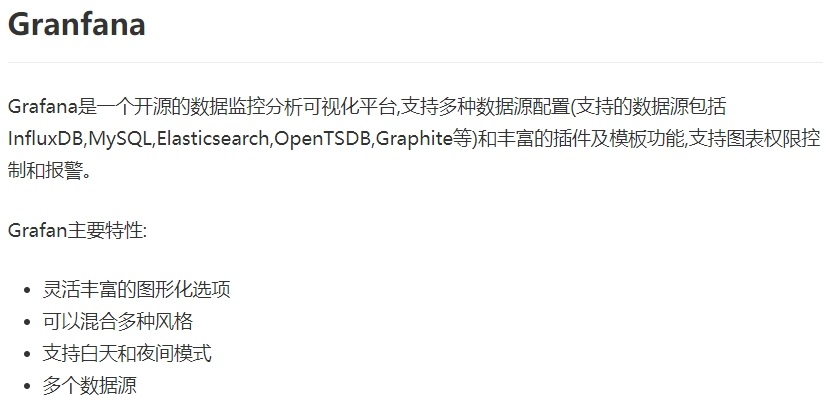 Granfana
Grafana是一个开源的数据监控分析可视化平台,支持多种数据源配置(支持的数据源包括
InfluxDB,MySQL,Elasticsearch,OpenTSDB,Graphite等)和丰富的插件及模板功能,支持图表权限控
制和报警。
Grafan主要特性:
• 灵活丰富的图形化选项
• 可以混合多种风格
• 支持白天和夜间模式
• 多个数据源